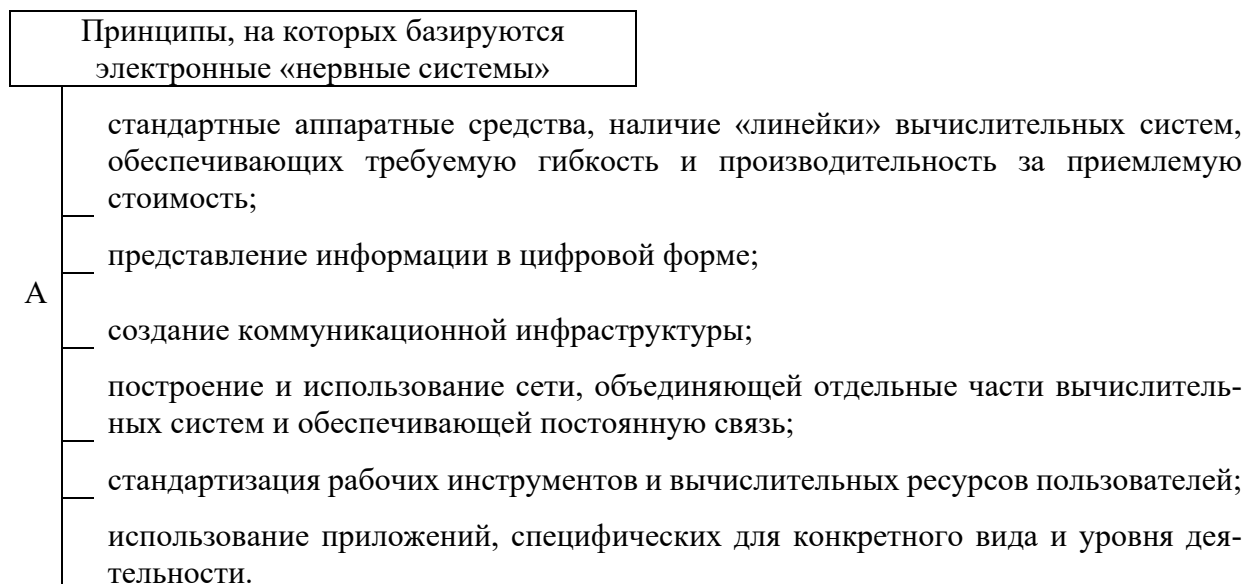 Принципы, на которых базируются
электронные «нервные системы»
стандартные аппаратные средства, наличие «линейки» вычислительных систем,
обеспечивающих требуемую гибкость и производительность за приемлемую
стоимость;
представление информации в цифровой форме;
А
создание коммуникационной инфраструктуры;
построение и использование сети, объединяющей отдельные части вычислитель-
ных систем и обеспечивающей постоянную связь;
стандартизация рабочих инструментов и вычислительных ресурсов пользователей;
использование приложений, специфических для конкретного вида и уровня дея-
тельности.